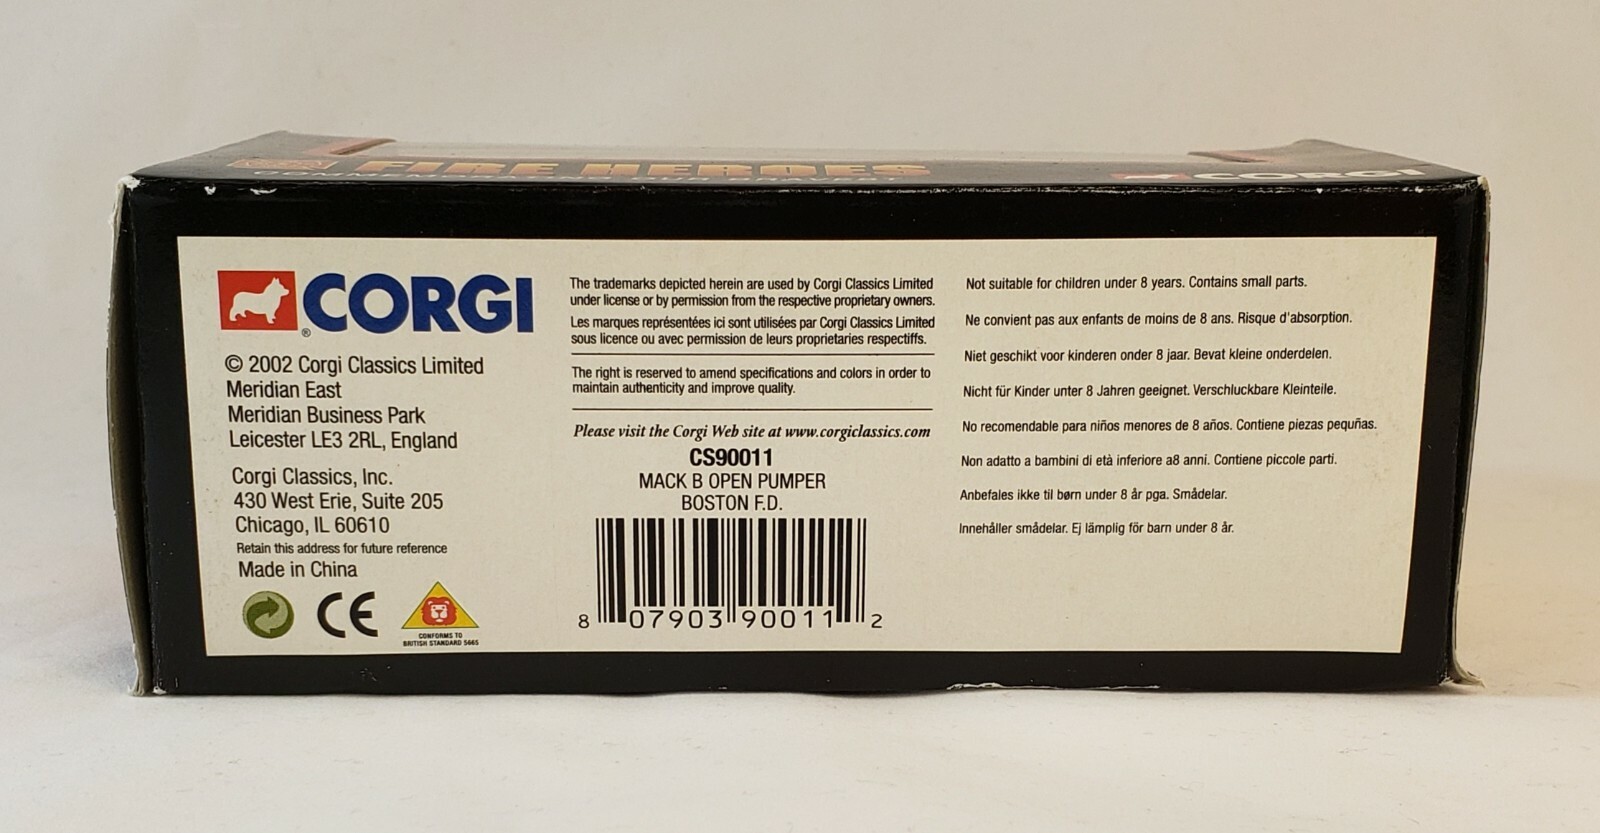 FIRE HEROES
CORGI
CORGI
®
© 2002 Corgi Classics Limited
Meridian East
Meridian Business Park
Leicester LE3 2RL, England
Corgi Classics, Inc.
430 West Erie, Suite 205
Chicago, IL 60610
Retain this address for future reference
Made in China
CE
CONFORMS TO
BRITISH STANDARD 5665
The trademarks depicted herein are used by Corgi Classics Limited
under license or by permission from the respective proprietary owners.
Les marques représentées ici sont utilisées par Corgi Classics Limited
sous licence ou avec permission de leurs proprietaries respectiffs.
The right is reserved to amend specifications and colors in order to
maintain authenticity and improve quality.
Please visit the Corgi Web site at www.corgiclassics.com
CS90011
MACK B OPEN PUMPER
BOSTON F.D.
8 07903 90011 2
Not suitable for children under 8 years. Contains small parts.
Ne convient pas aux enfants de moins de 8 ans. Risque d'absorption.
Niet geschikt voor kinderen onder 8 jaar. Bevat kleine onderdelen.
Nicht für Kinder unter 8 Jahren geeignet. Verschluckbare Kleinteile.
No recomendable para niños menores de 8 años. Contiene piezas pequñas.
Non adatto a bambini di età inferiore a8 anni. Contiene piccole parti.
Anbefales ikke til børn under 8 år pga. Smådelar.
Innehåller smådelar. Ej lämplig för barn under 8 år.